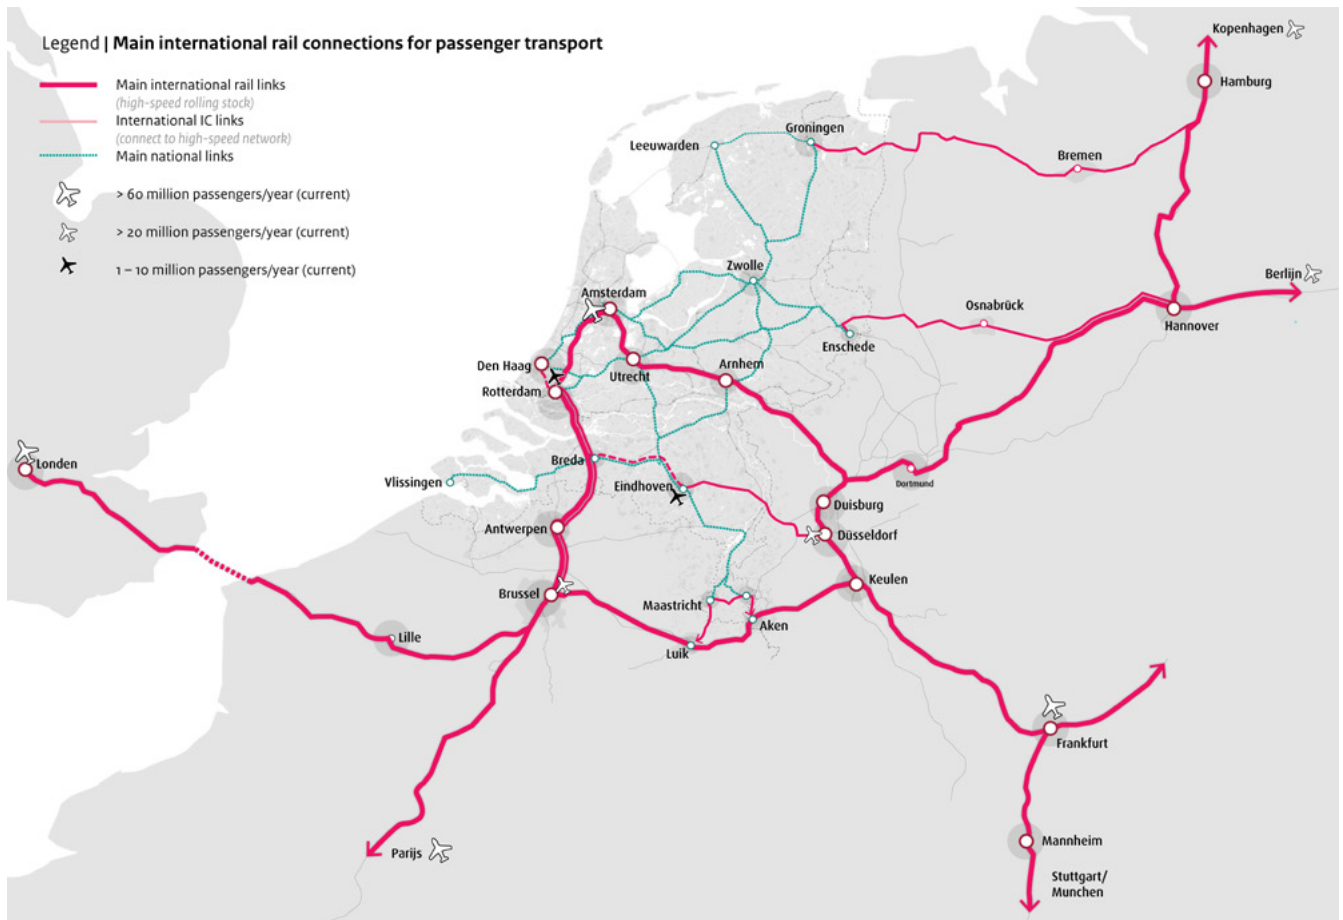 Legend | Main international rail connections for passenger transport
Main international rail links
(high-speed rolling stock)
International IC links
(connect to high-speed network)
Main national links
> 60 million passengers/year (current)
> 20 million passengers/year (current)
1 – 10 million passengers/year (current)
Kopenhagen
Hamburg
Groningen
Leeuwarden
Bremen
Zwolle
Berlijn
Amsterdam
Osnabrück
Hannover
Enschede
Den Haag
Utrecht
Arnhem
Rotterdam
Londen
Breda
Vlissingen
Eindhoven
Dortmund
Duisburg
Antwerpen
Düsseldorf
Keulen
Brussel
Maastricht
Aken
Lille
Luik
Frankfurt
Mannheim
Parijs
Stuttgart/
Munchen